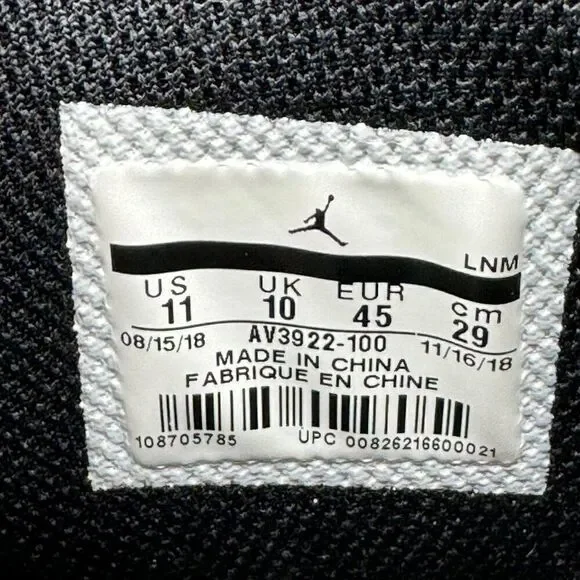 LNM
US UK EUR cm
11 10 45 29
08/15/18 AV3922-100 11/16/18
MADE IN CHINA
FABRIQUE EN CHINE
108705785 UPC 00826216600021